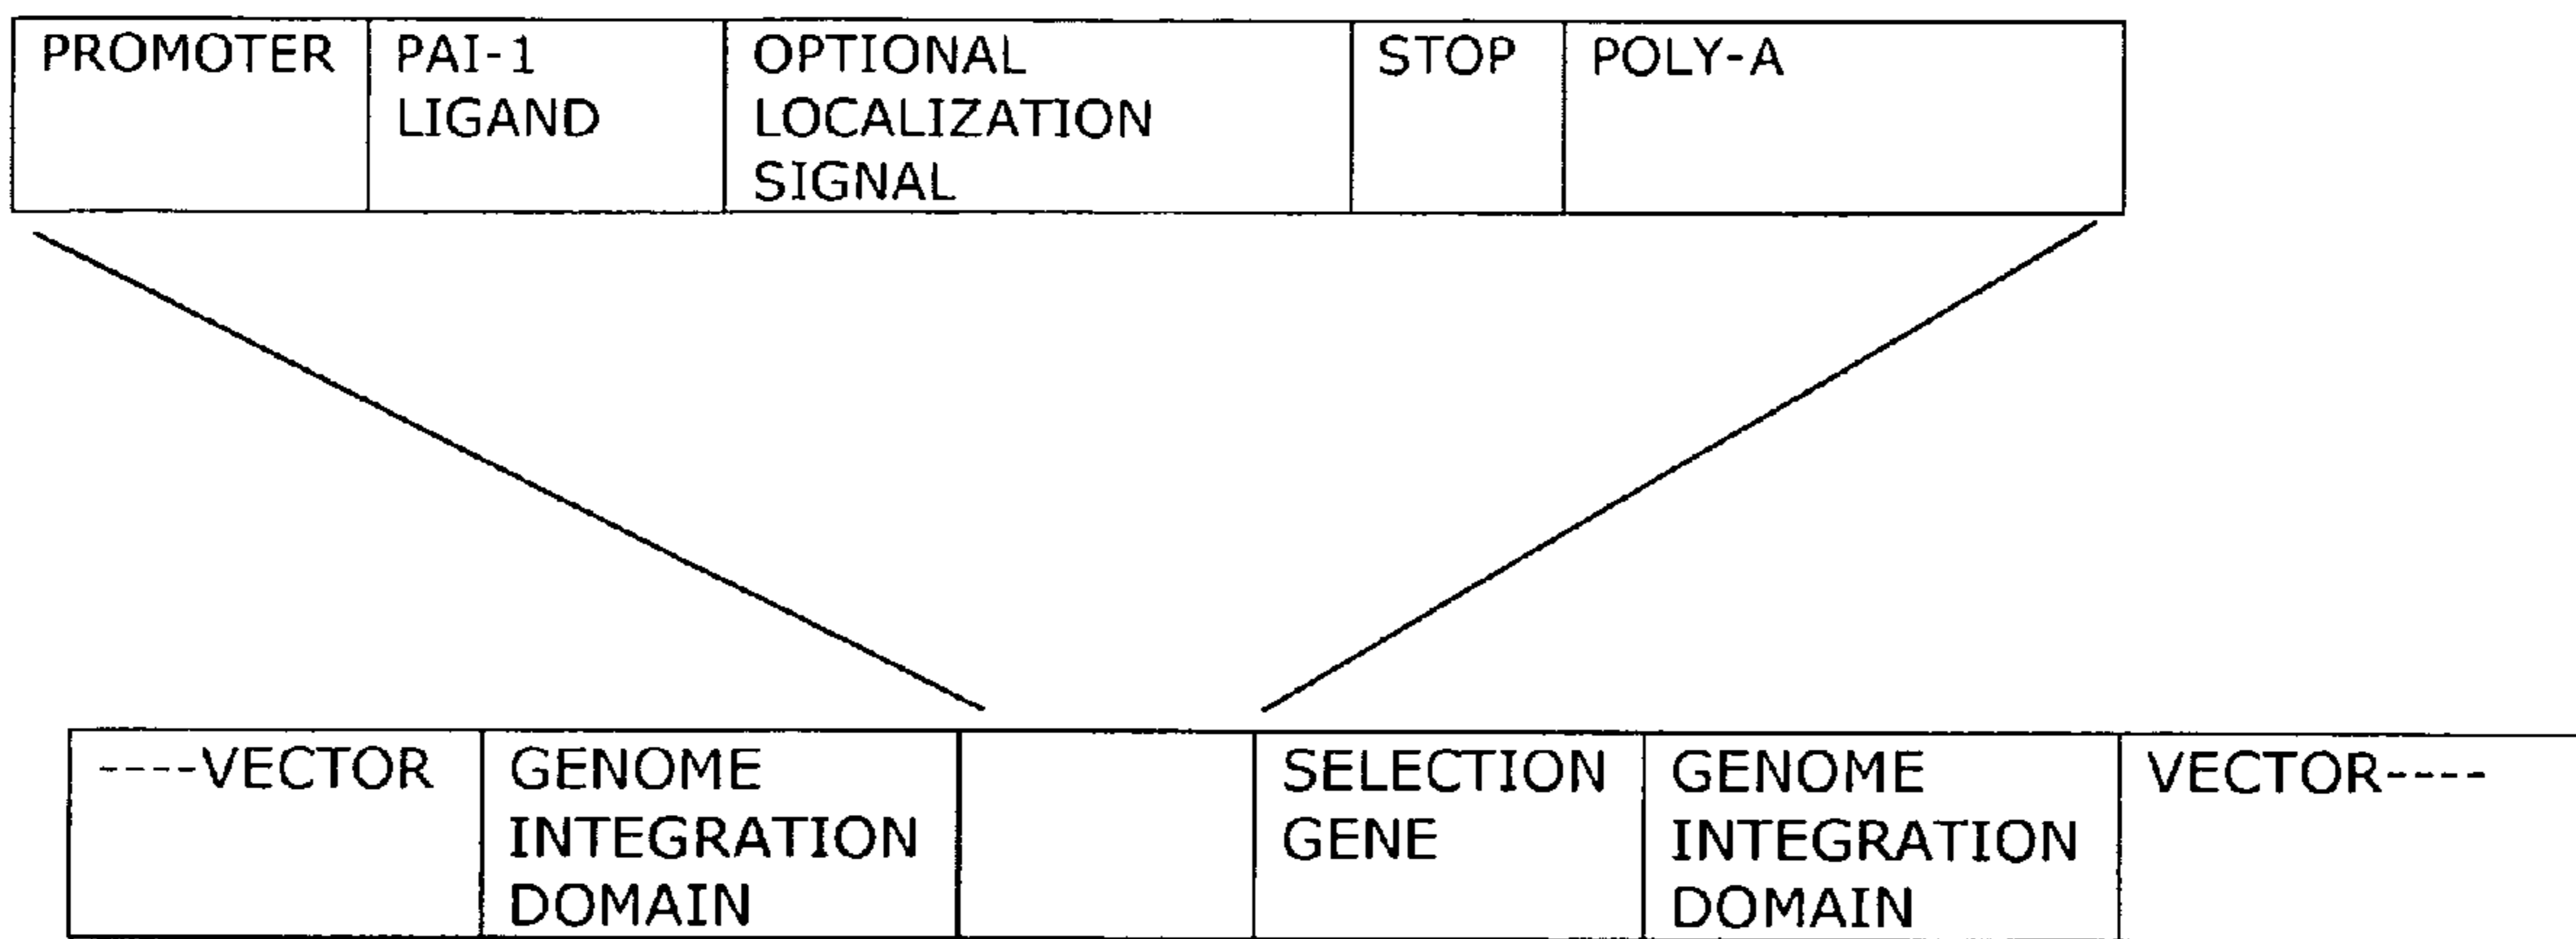 PROMOTER
PAI-1
LIGAND
OPTIONAL
LOCALIZATION
SIGNAL
STOP
POLY-A
----VECTOR
GENOME
INTEGRATION
DOMAIN
SELECTION
GENE
GENOME
INTEGRATION
DOMAIN
VECTOR----